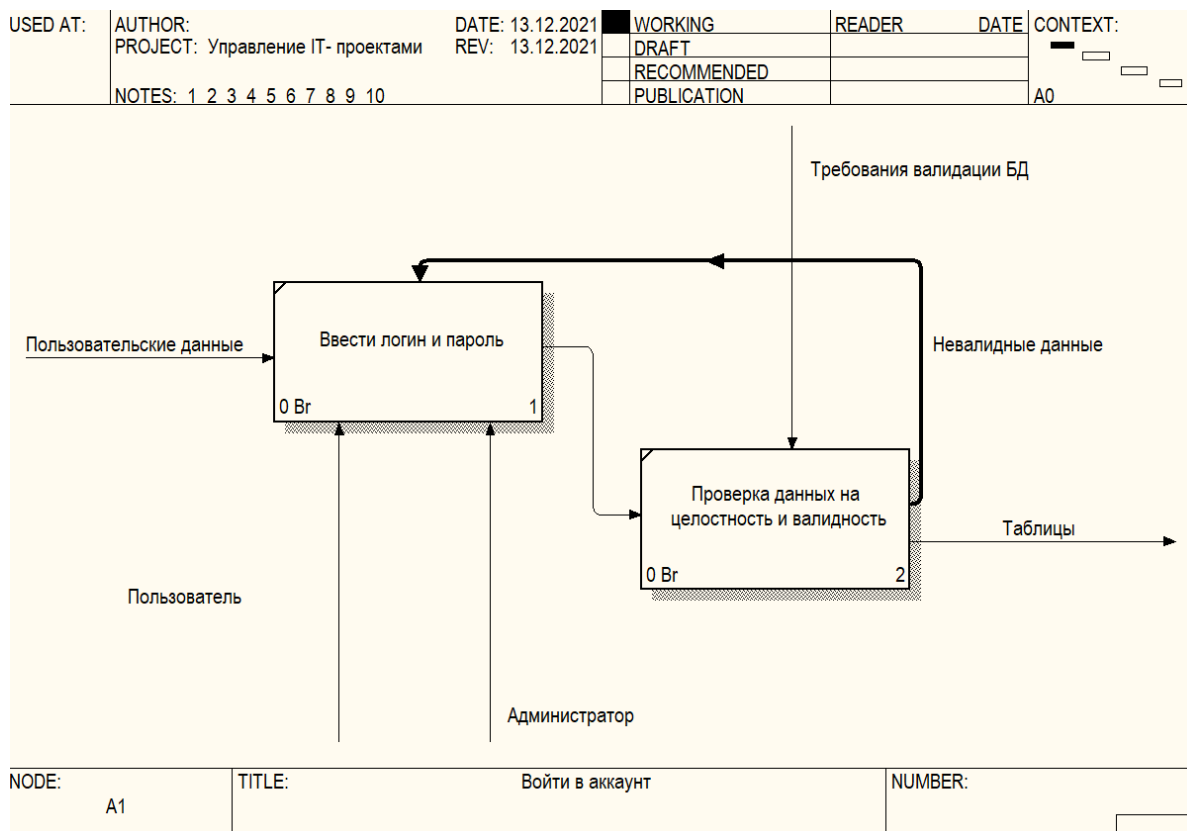 USED AT:
AUTHOR:
DATE: 13.12.2021
PROJECT: Управление IT- проектами
REV: 13.12.2021
NOTES: 1 2 3 4 5 6 7 8 9 10
WORKING
DRAFT
RECOMMENDED
PUBLICATION
READER
DATE
CONTEXT:
A0
Требования валидации БД
Пользовательские данные
Ввести логин и пароль
0 Br
1
Невалидные данные
Проверка данных на
целостность и валидность
0 Br
2
Таблицы
Пользователь
Администратор
NODE:
A1
TITLE:
Войти в аккаунт
NUMBER: